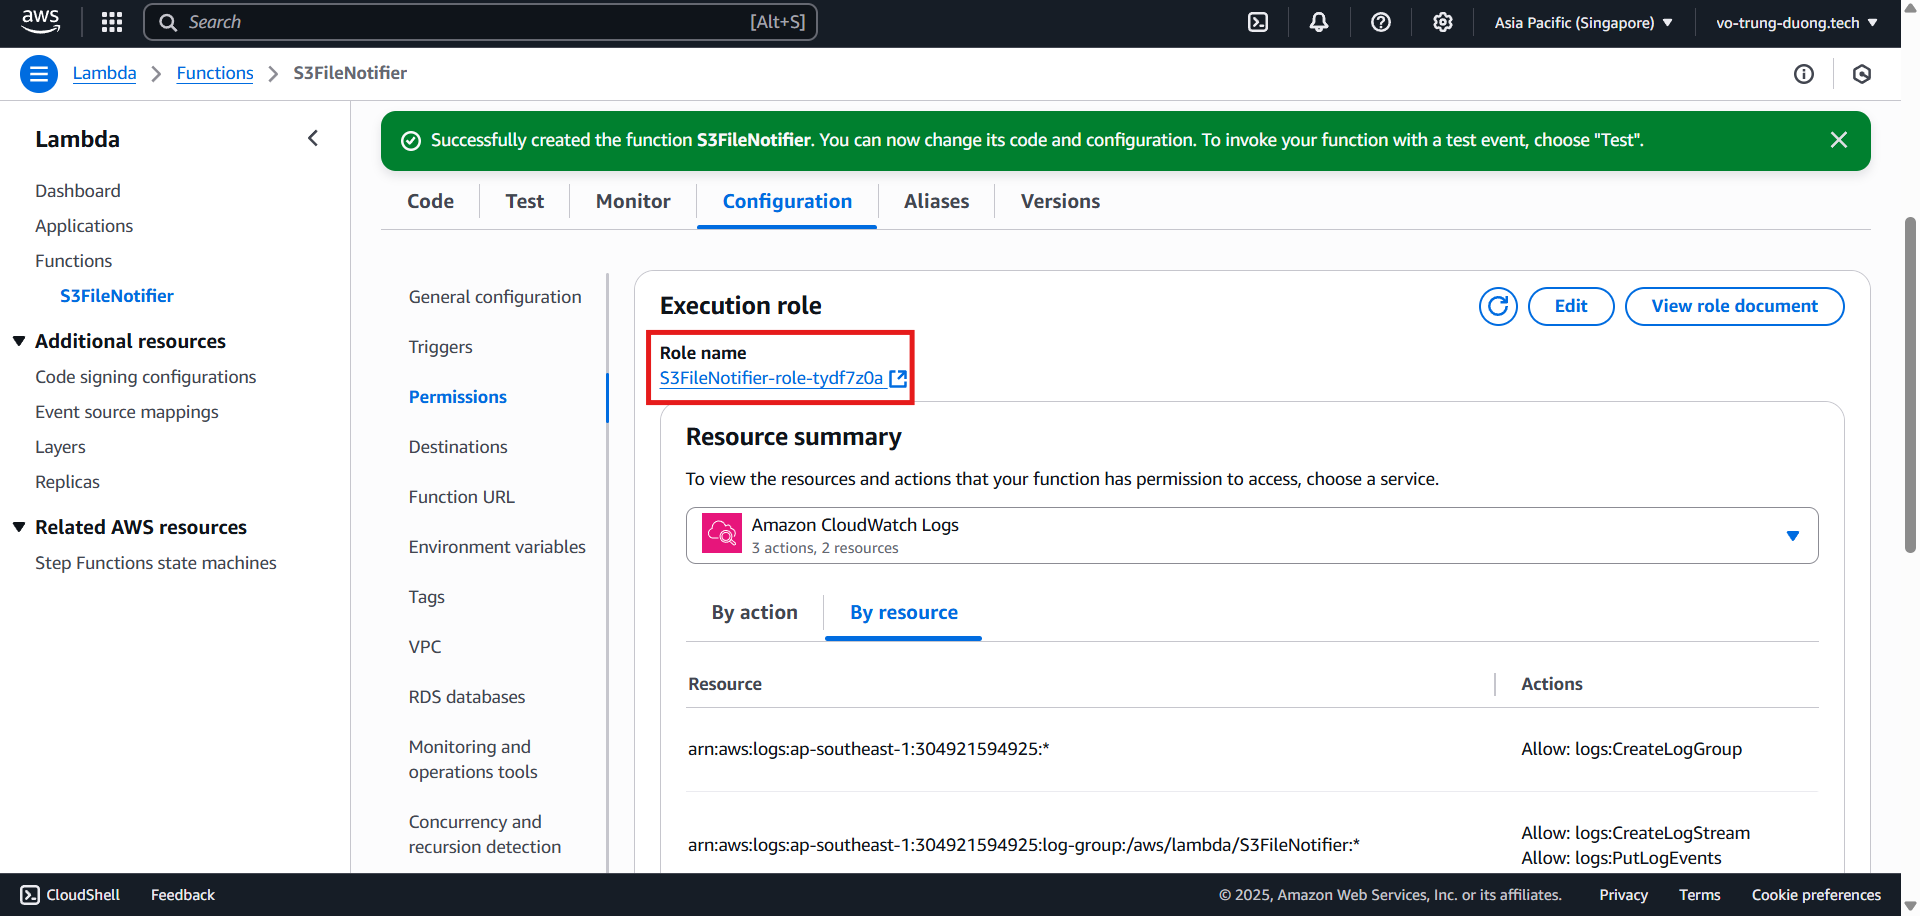 aws
Search
[Alt+S]
Asia Pacific (Singapore)
vo-trung-duong.tech
Lambda
Functions
S3FileNotifier
Lambda
Dashboard
Applications
Functions
S3FileNotifier
Additional resources
Code signing configurations
Event source mappings
Layers
Replicas
Related AWS resources
Step Functions state machines
Successfully created the function S3FileNotifier. You can now change its code and configuration. To invoke your function with a test event, choose "Test".
Code
Test
Monitor
Configuration
Aliases
Versions
General configuration
Triggers
Permissions
Destinations
Function URL
Environment variables
Tags
VPC
RDS databases
Monitoring and
operations tools
Concurrency and
recursion detection
Execution role
Edit
View role document
Role name
S3FileNotifier-role-tydf7z0a
Resource summary
To view the resources and actions that your function has permission to access, choose a service.
Amazon CloudWatch Logs
3 actions, 2 resources
By action
By resource
Resource
Actions
arn:aws:logs:ap-southeast-1:304921594925:*
Allow: logs:CreateLogGroup
arn:aws:logs:ap-southeast-1:304921594925:log-group:/aws/lambda/S3FileNotifier:*
Allow: logs:CreateLogStream
Allow: logs:PutLogEvents
CloudShell
Feedback
© 2025, Amazon Web Services, Inc. or its affiliates.
Privacy
Terms
Cookie preferences